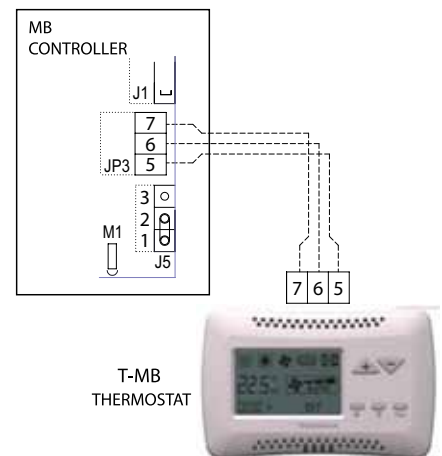 MB
CONTROLLER
J1
7
6
5
JP3
3
2
1
M1
J5
7 6 5
22.5
T-MB
THERMOSTAT